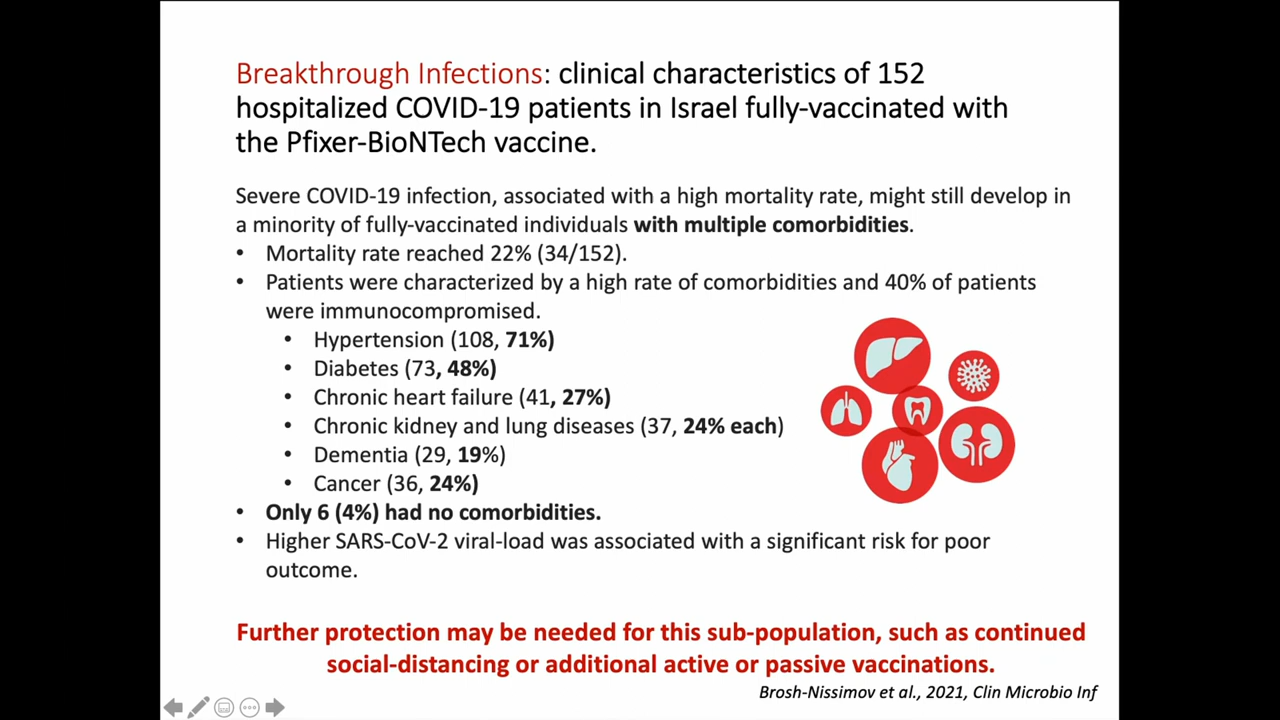 Breakthrough Infections: clinical characteristics of 152
hospitalized COVID-19 patients in Israel fully-vaccinated with
the Pfixer-BioNTech vaccine.
Severe COVID-19 infection, associated with a high mortality rate, might still develop in
a minority of fully-vaccinated individuals with multiple comorbidities.
• Mortality rate reached 22% (34/152).
• Patients were characterized by a high rate of comorbidities and 40% of patients
were immunocompromised.
• Hypertension (108, 71%)
• Diabetes (73, 48%)
• Chronic heart failure (41, 27%)
• Chronic kidney and lung diseases (37, 24% each)
• Dementia (29, 19%)
• Cancer (36, 24%)
• Only 6 (4%) had no comorbidities.
• Higher SARS-CoV-2 viral-load was associated with a significant risk for poor
outcome.
Further protection may be needed for this sub-population, such as continued
social-distancing or additional active or passive vaccinations.
Brosh-Nissimov et al., 2021, Clin Microbio Inf